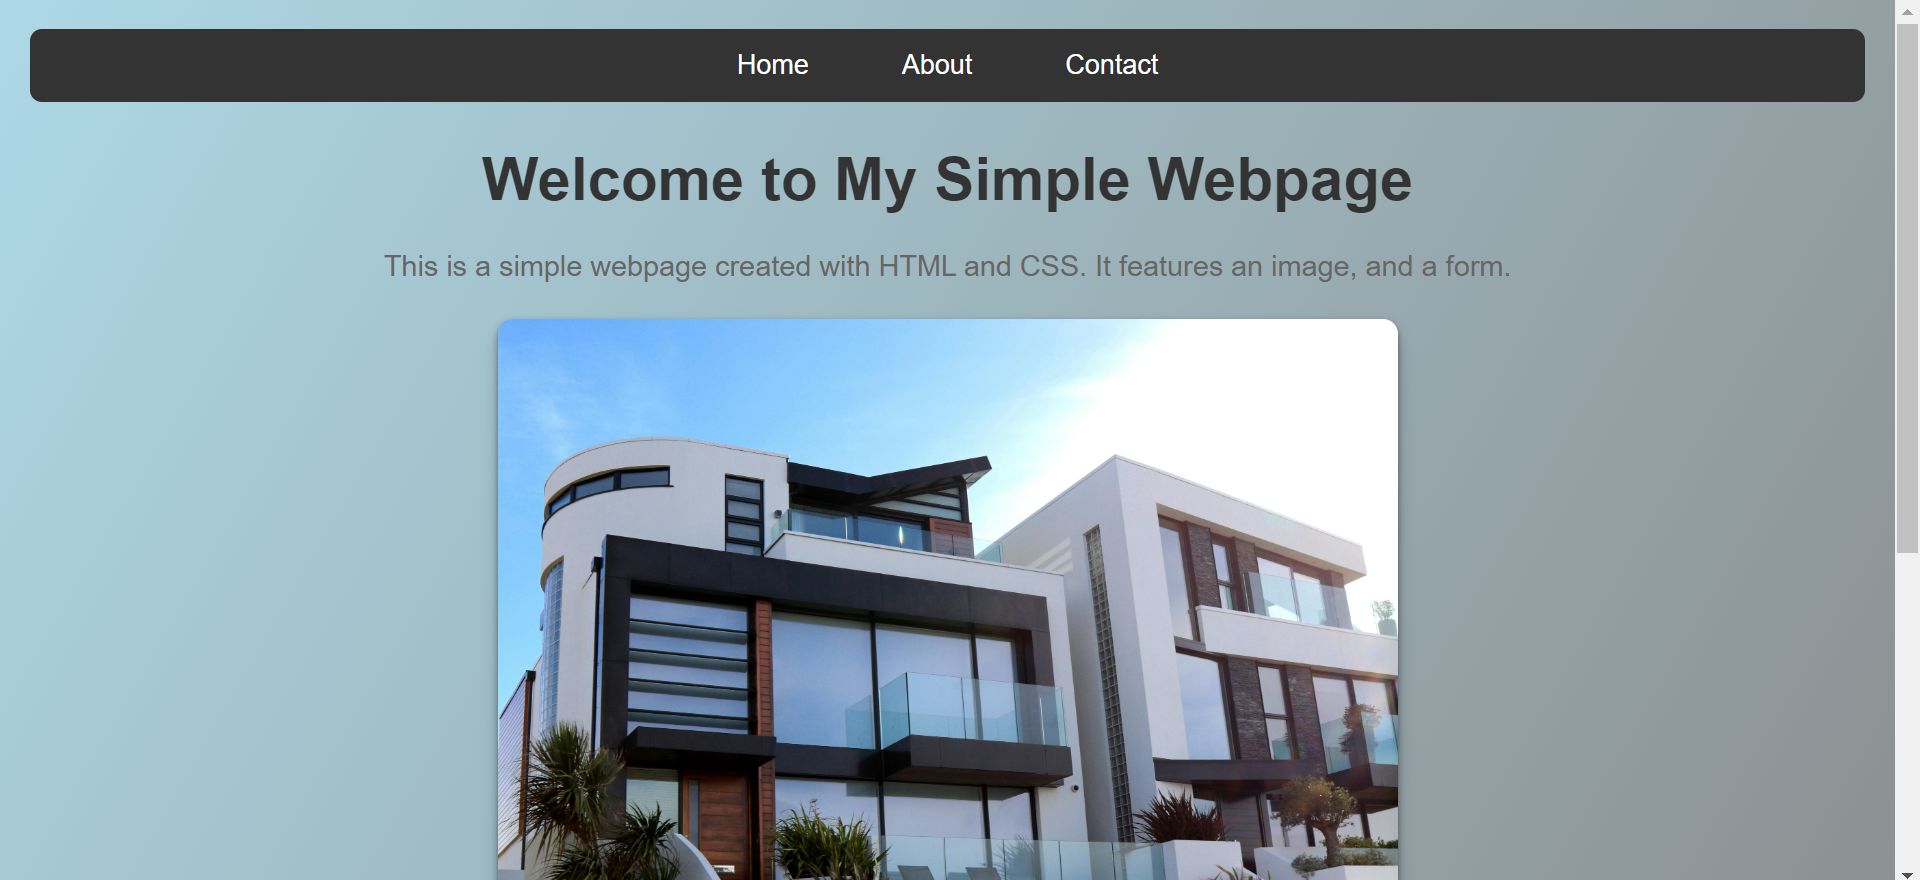 Home About Contact
Welcome to My Simple Webpage
This is a simple webpage created with HTML and CSS. It features an image, and a form.